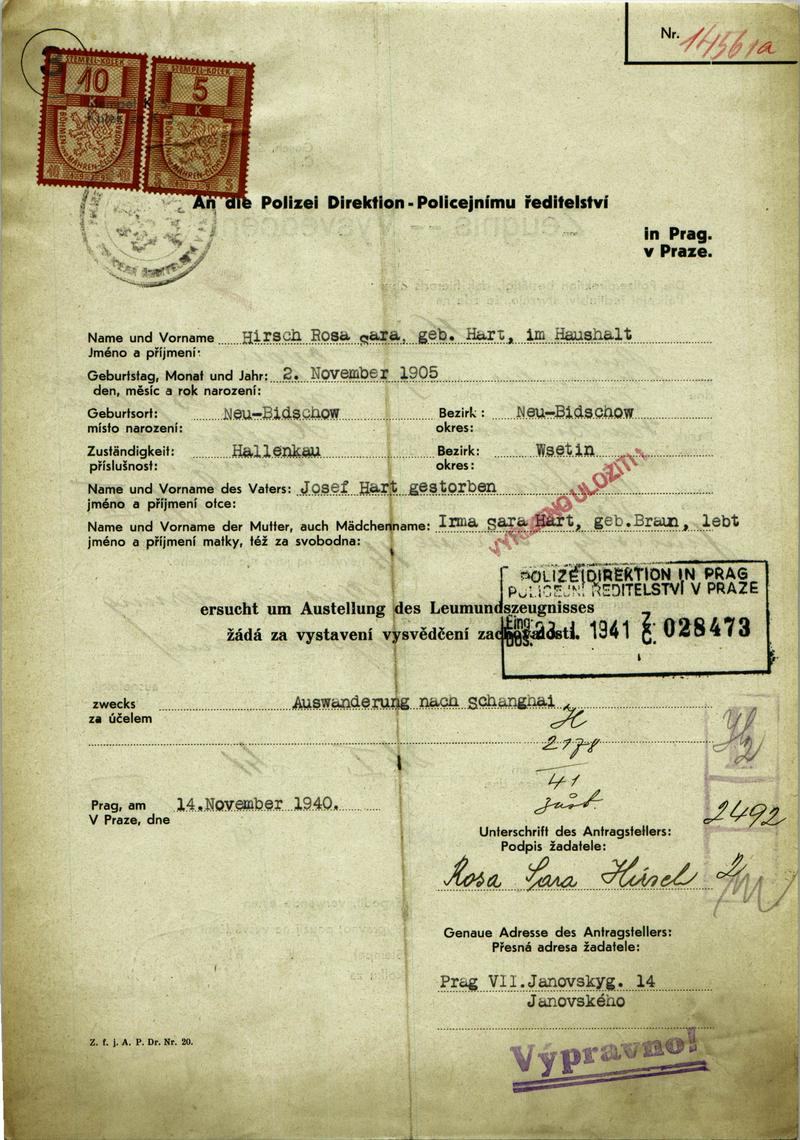 Nr. 14561a
STEMPEL-KOLEK STEMPEL-KOLEK
10 5
K K
An die Polizei Direktion - Policejnímu ředitelství
in Prag.
v Praze.
Name und Vorname Hirsch Rosa Sara, geb. Hart, im Haushalt
Jméno a příjmení:
Geburtstag, Monat und Jahr: 2. November 1905
den, měsíc a rok narození:
Geburtsort: Neu-Bidschow Bezirk: Neu-Bidschow
místo narození: okres:
Zuständigkeit: Hallenkau Bezirk: Wsetin
příslušnost: okres:
Name und Vorname des Vaters: Josef Hart gestorben
jméno a příjmení otce:
Name und Vorname der Mutter, auch Mädchenname: Irma Sara Hart, geb.Braun, lebt
jméno a příjmení matky, též za svobodna:
ULOŽITI!
POLIZEIDIREKTION IN PRAG
POLICEJNÍ ŘEDITELSTVÍ V PRAZE
ersucht um Austellung des Leumundszeugnisses
žádá za vystavení vysvědčení zachovalosti.
Eing. Dos. 1. 1941 Z. Č. 028473
zwecks Auswanderung nach Schanghai
za účelem
H
2178
41
2492
Prag, am 14.November 1940.
V Praze, dne
Unterschrift des Antragstellers:
Podpis žadatele:
Rosa Sara Hirsch
Genaue Adresse des Antragstellers:
Přesná adresa žadatele:
Prag VII.Janovskyg. 14
Janovského
Z. f. j. A. P. Dr. Nr. 20.
Výpravno!